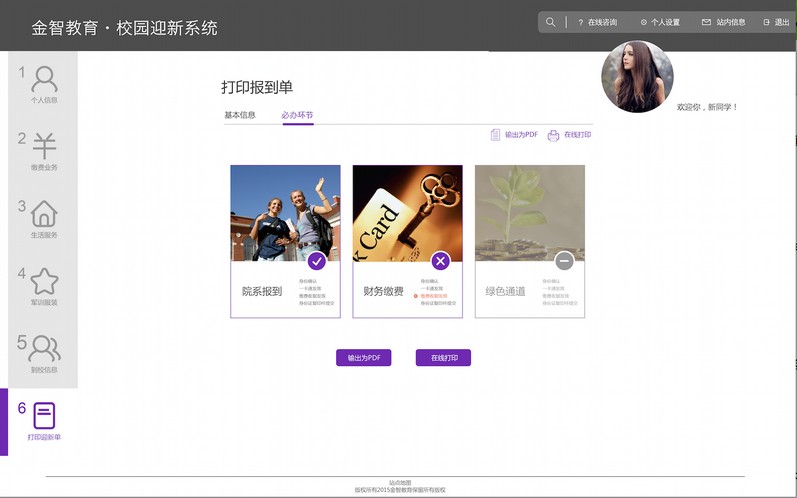 金智教育·校园迎新系统
? 在线咨询
个人设置
站内信息
退出
欢迎你，新同学！
1
个人信息
2
缴费业务
3
生活服务
4
军训服装
5
到校信息
6
打印迎新单
打印报到单
基本信息
必办环节
输出为PDF
在线打印
Card
院系报到
身份确认
一卡通发放
缴费收据发放
身份证复印件提交
财务缴费
身份确认
一卡通发放
缴费收据发放
身份证复印件提交
绿色通道
身份确认
一卡通发放
缴费收据发放
身份证复印件提交
输出为PDF
在线打印
站点地图
版权所有2015金智教育保留所有版权